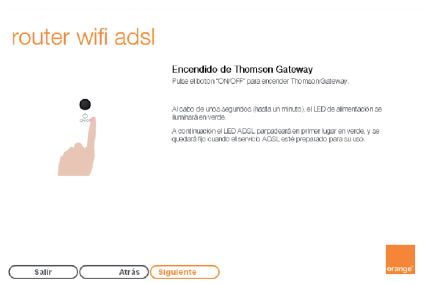 router wifi adsl
Encendido de Thomson Gateway
Pulse el botón "ON/OFF" para encender Thomson Gateway.
Al cabo de unos segundos (hasta un minuto), el LED de alimentación se
iluminará en verde.
A continuación el LED ADSL parpadeará en primer lugar en verde, y se
quedará fijo cuando el servicio ADSL esté preparado para su uso.
Salir
Atrás
Siguiente
orange